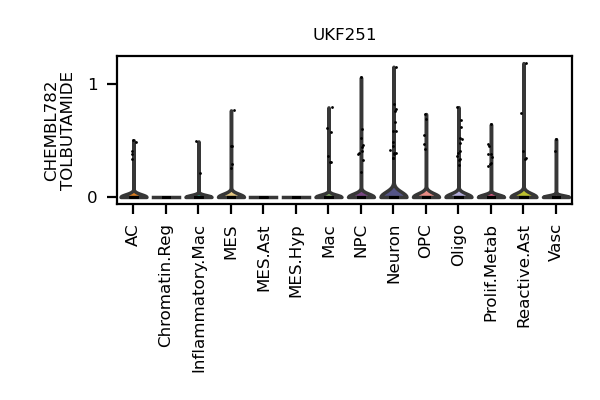 UKF251
CHEMBL782
TOLBUTAMIDE
1
0
AC
Chromatin.Reg
Inflammatory.Mac
MES
MES.Ast
MES.Hyp
Mac
NPC
Neuron
OPC
Oligo
Prolif.Metab
Reactive.Ast
Vasc